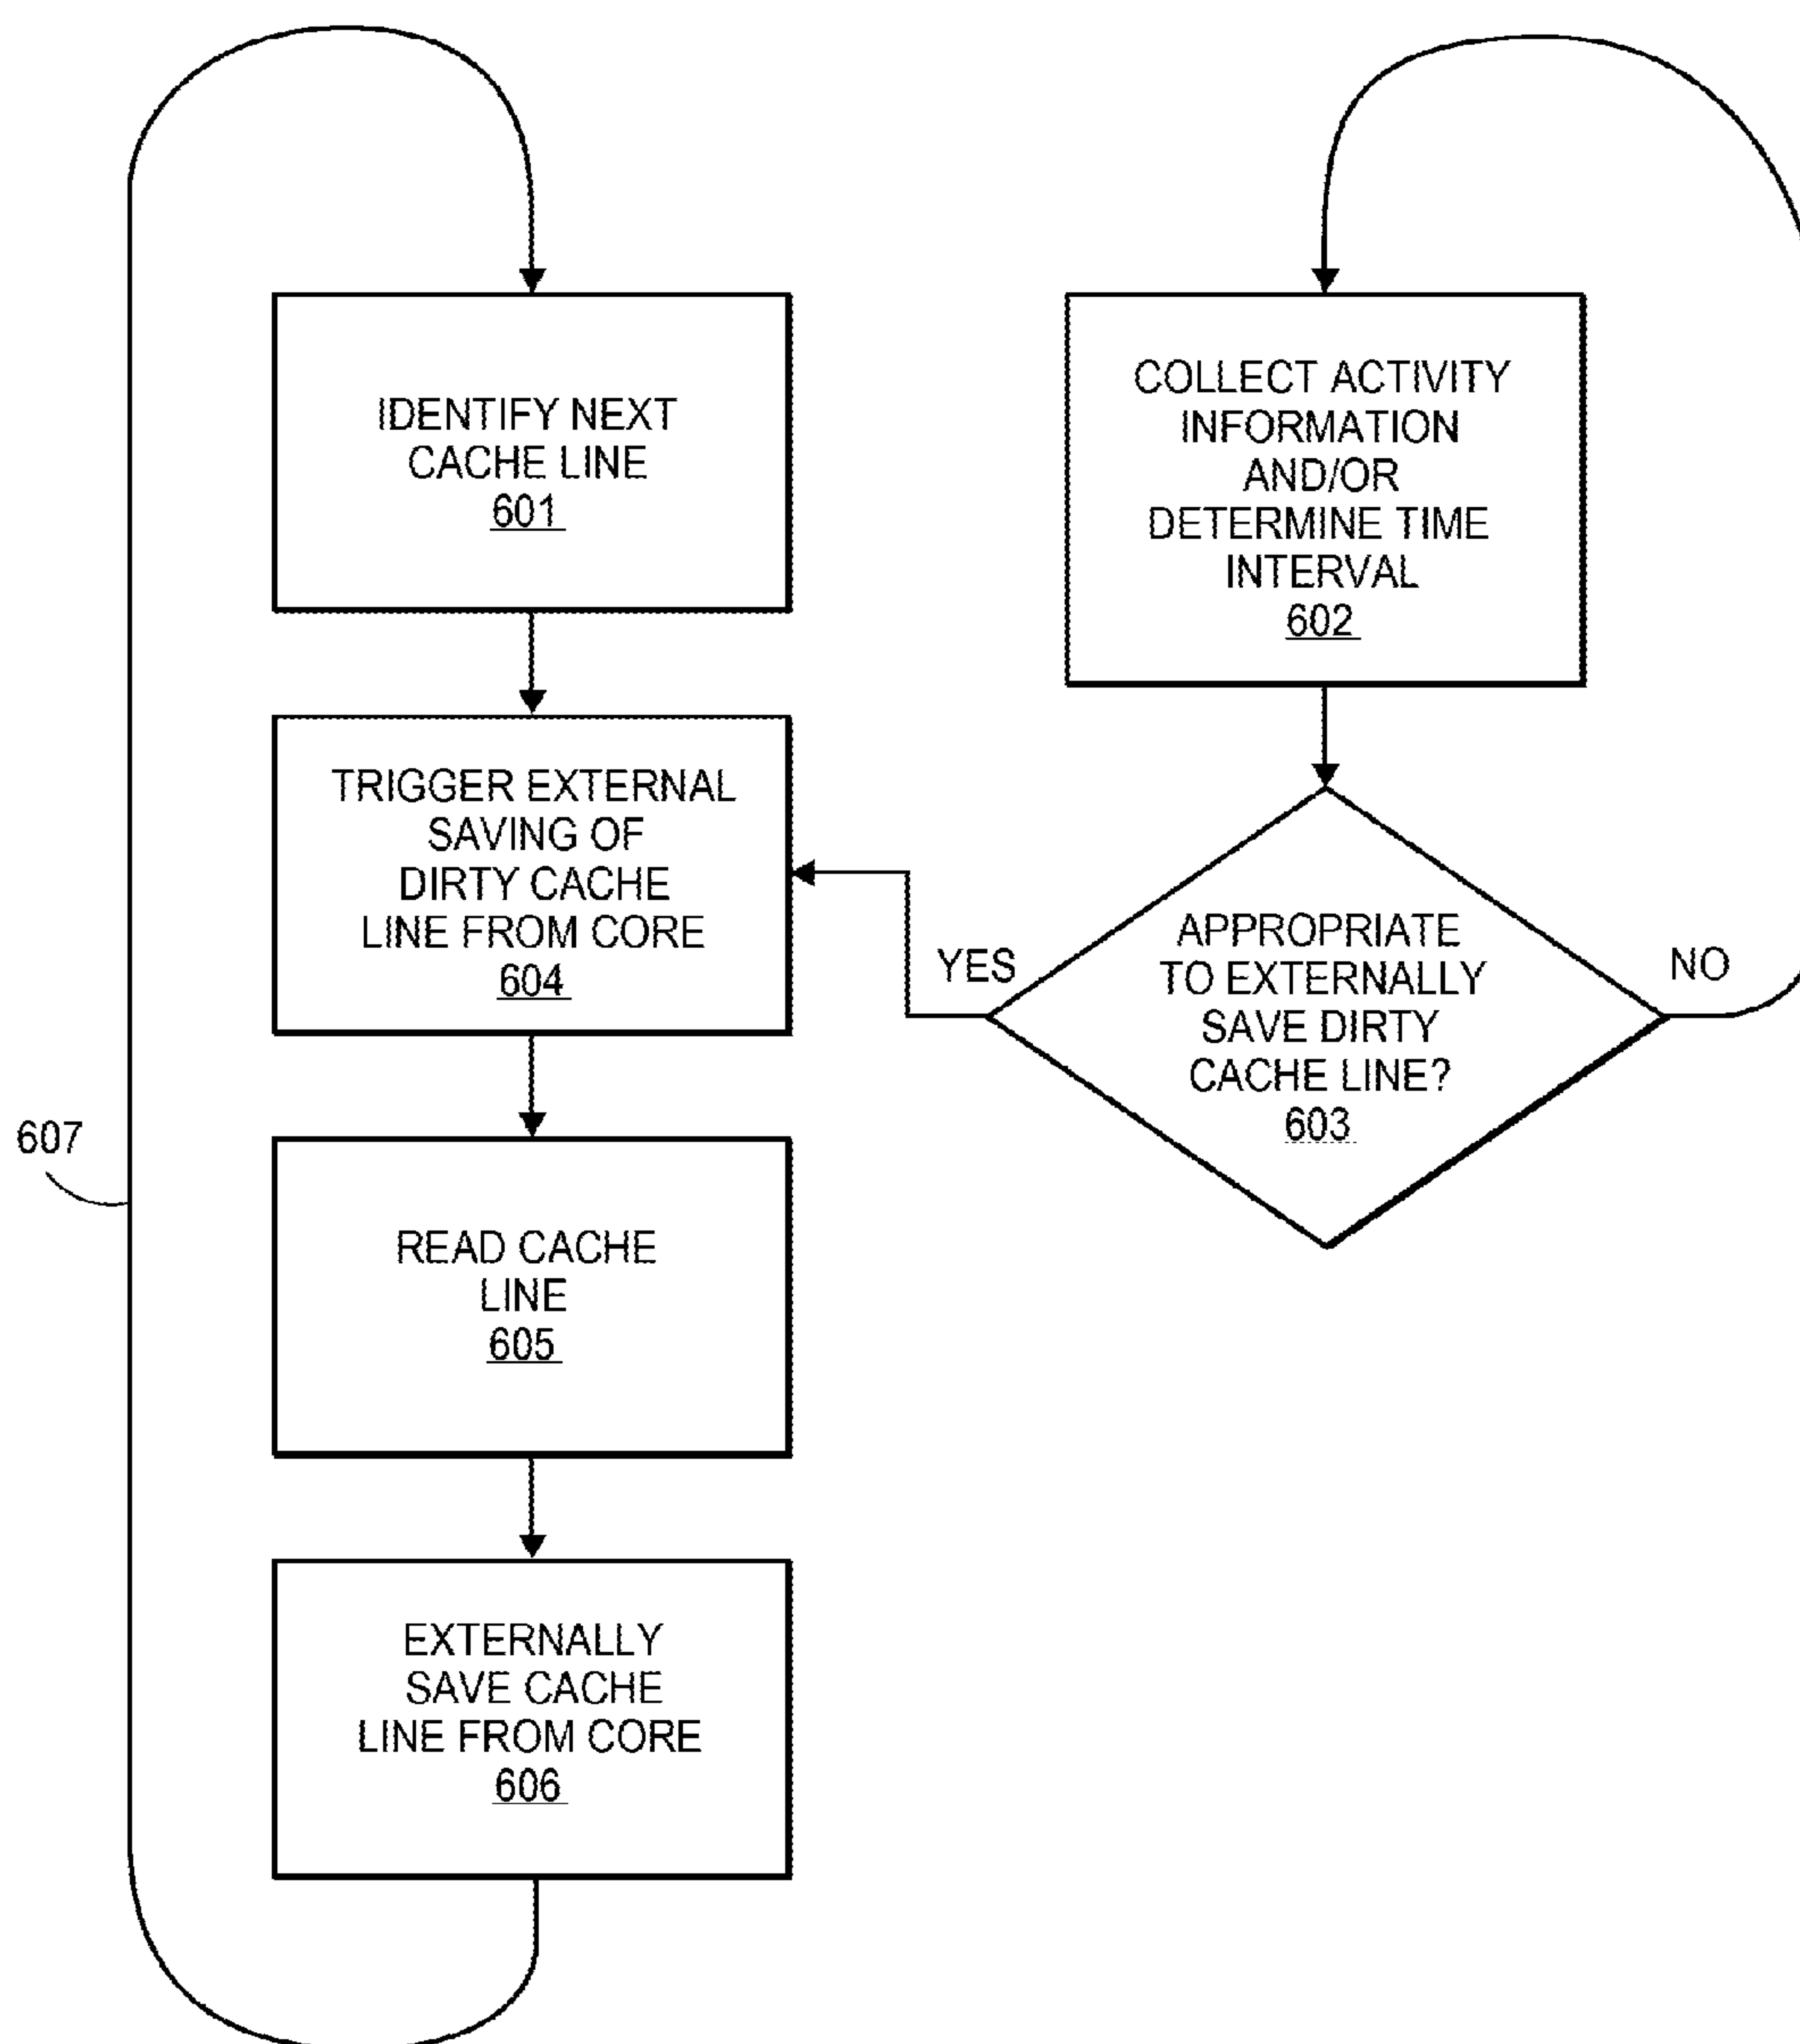 IDENTIFY NEXT
CACHE LINE
601
TRIGGER EXTERNAL
SAVING OF
DIRTY CACHE
LINE FROM CORE
604
READ CACHE
LINE
605
EXTERNALLY
SAVE CACHE
LINE FROM CORE
606
607
COLLECT ACTIVITY
INFORMATION
AND/OR
DETERMINE TIME
INTERVAL
602
APPROPRIATE
TO EXTERNALLY
SAVE DIRTY
CACHE LINE?
603
YES
NO